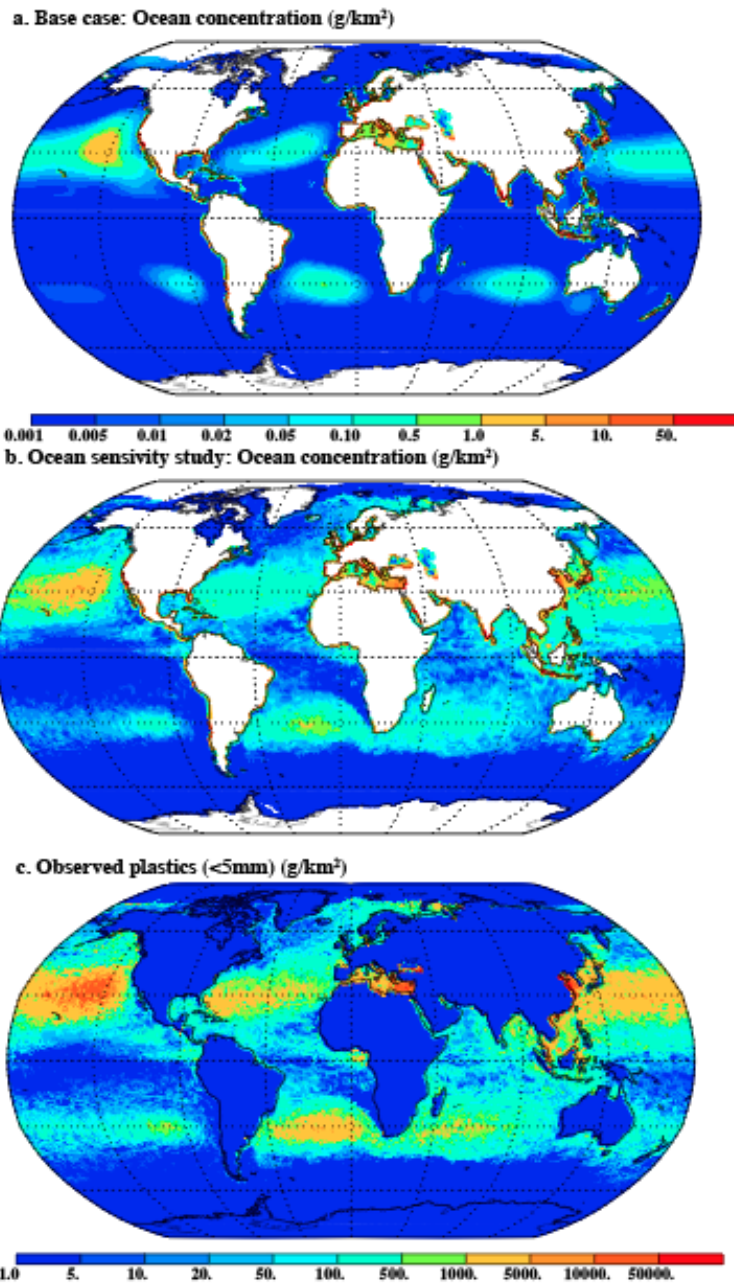 a. Base case: Ocean concentration (g/km²)
0.001 0.005 0.01 0.02 0.05 0.10 0.5 1.0 5. 10. 50.
b. Ocean sensivity study: Ocean concentration (g/km²)
c. Observed plastics (<5mm) (g/km²)
1.0 5. 10. 20. 50. 100. 500. 1000. 5000. 10000. 50000.